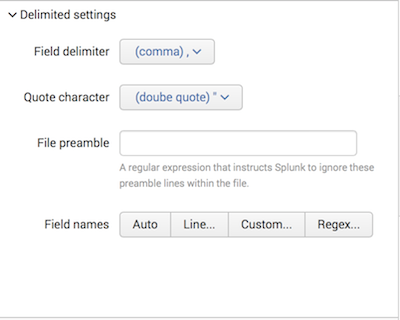 Delimited settings
Field delimiter (comma) ,
Quote character (doube quote) "
File preamble
A regular expression that instructs Splunk to ignore these
preamble lines within the file.
Field names Auto Line... Custom... Regex...